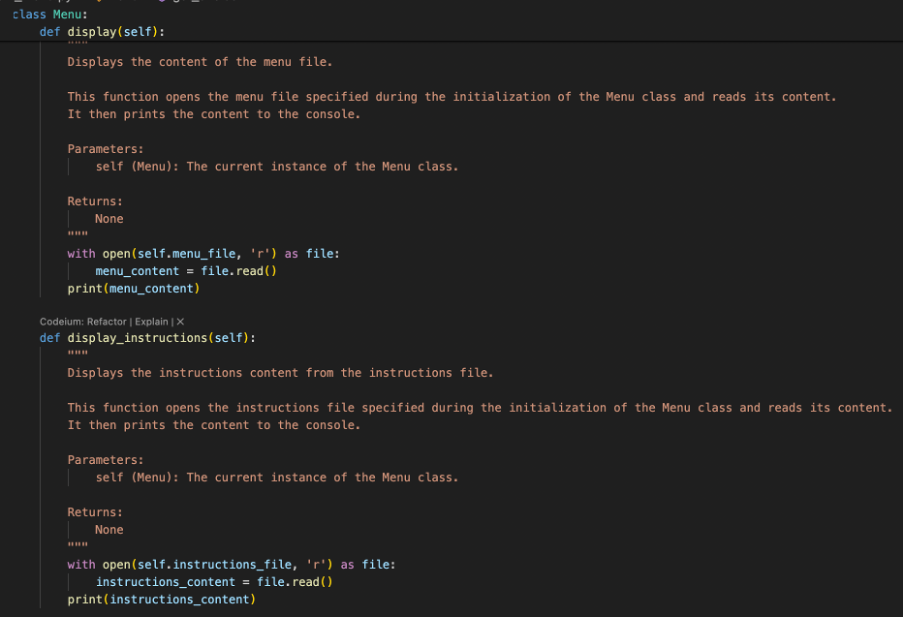 class Menu:
def display(self):
"""
Displays the content of the menu file.
This function opens the menu file specified during the initialization of the Menu class and reads its content.
It then prints the content to the console.
Parameters:
self (Menu): The current instance of the Menu class.
Returns:
None
"""
with open(self.menu_file, 'r') as file:
menu_content = file.read()
print(menu_content)
Codeium: Refactor | Explain | ✕
def display_instructions(self):
"""
Displays the instructions content from the instructions file.
This function opens the instructions file specified during the initialization of the Menu class and reads its content.
It then prints the content to the console.
Parameters:
self (Menu): The current instance of the Menu class.
Returns:
None
"""
with open(self.instructions_file, 'r') as file:
instructions_content = file.read()
print(instructions_content)